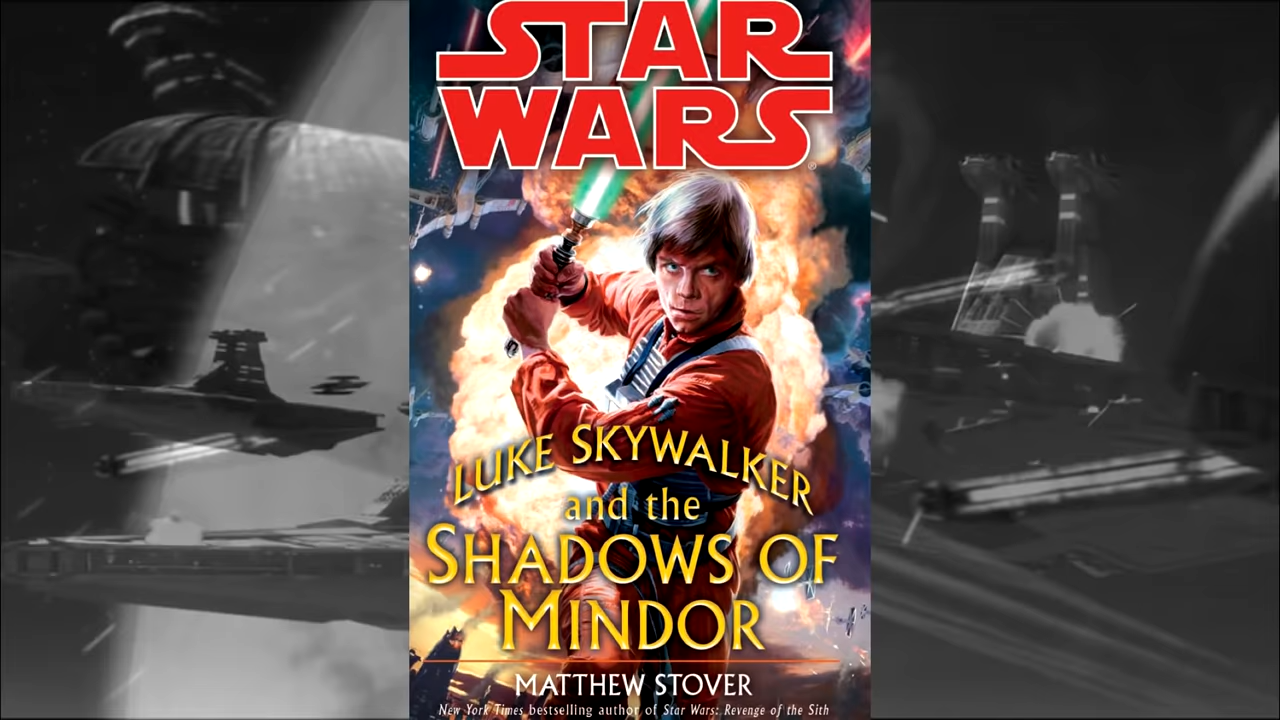 STAR
WARS®
LUKE SKYWALKER
and the
SHADOWS OF
MINDOR
MATTHEW STOVER
New York Times bestselling author of Star Wars: Revenge of the Sith